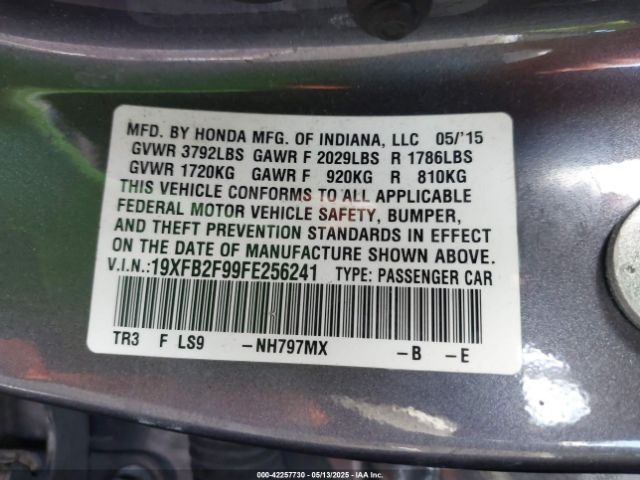 MFD. BY HONDA MFG. OF INDIANA, LLC 05/'15
GVWR 3792LBS GAWR F 2029LBS R 1786LBS
GVWR 1720KG GAWR F 920KG R 810KG
THIS VEHICLE CONFORMS TO ALL APPLICABLE
FEDERAL MOTOR VEHICLE SAFETY, BUMPER,
AND THEFT PREVENTION STANDARDS IN EFFECT
ON THE DATE OF MANUFACTURE SHOWN ABOVE.
V.I.N.:19XFB2F99FE256241 TYPE: PASSENGER CAR
TR3 F LS9 -NH797MX -B -E
© 000-42257730 - 05/13/2025 - IAA, Inc.